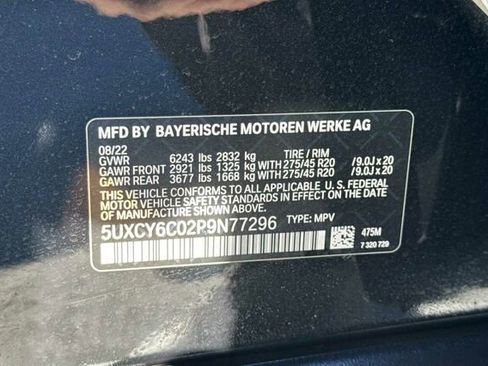 MFD BY BAYERISCHE MOTOREN WERKE AG
08/22
GVWR 6243 lbs 2832 kg TIRE / RIM
GAWR FRONT 2921 lbs 1325 kg WITH 275/45 R20 / 9.0J x 20
GAWR REAR 3677 lbs 1668 kg WITH 275/45 R20 / 9.0J x 20
THIS VEHICLE CONFORMS TO ALL APPLICABLE U.S. FEDERAL
MOTOR VEHICLE SAFETY STANDARDS IN EFFECT ON THE
DATE OF MANUFACTURE SHOWN ABOVE.
5UXCY6C02P9N77296 TYPE: MPV
475M
7 320 729